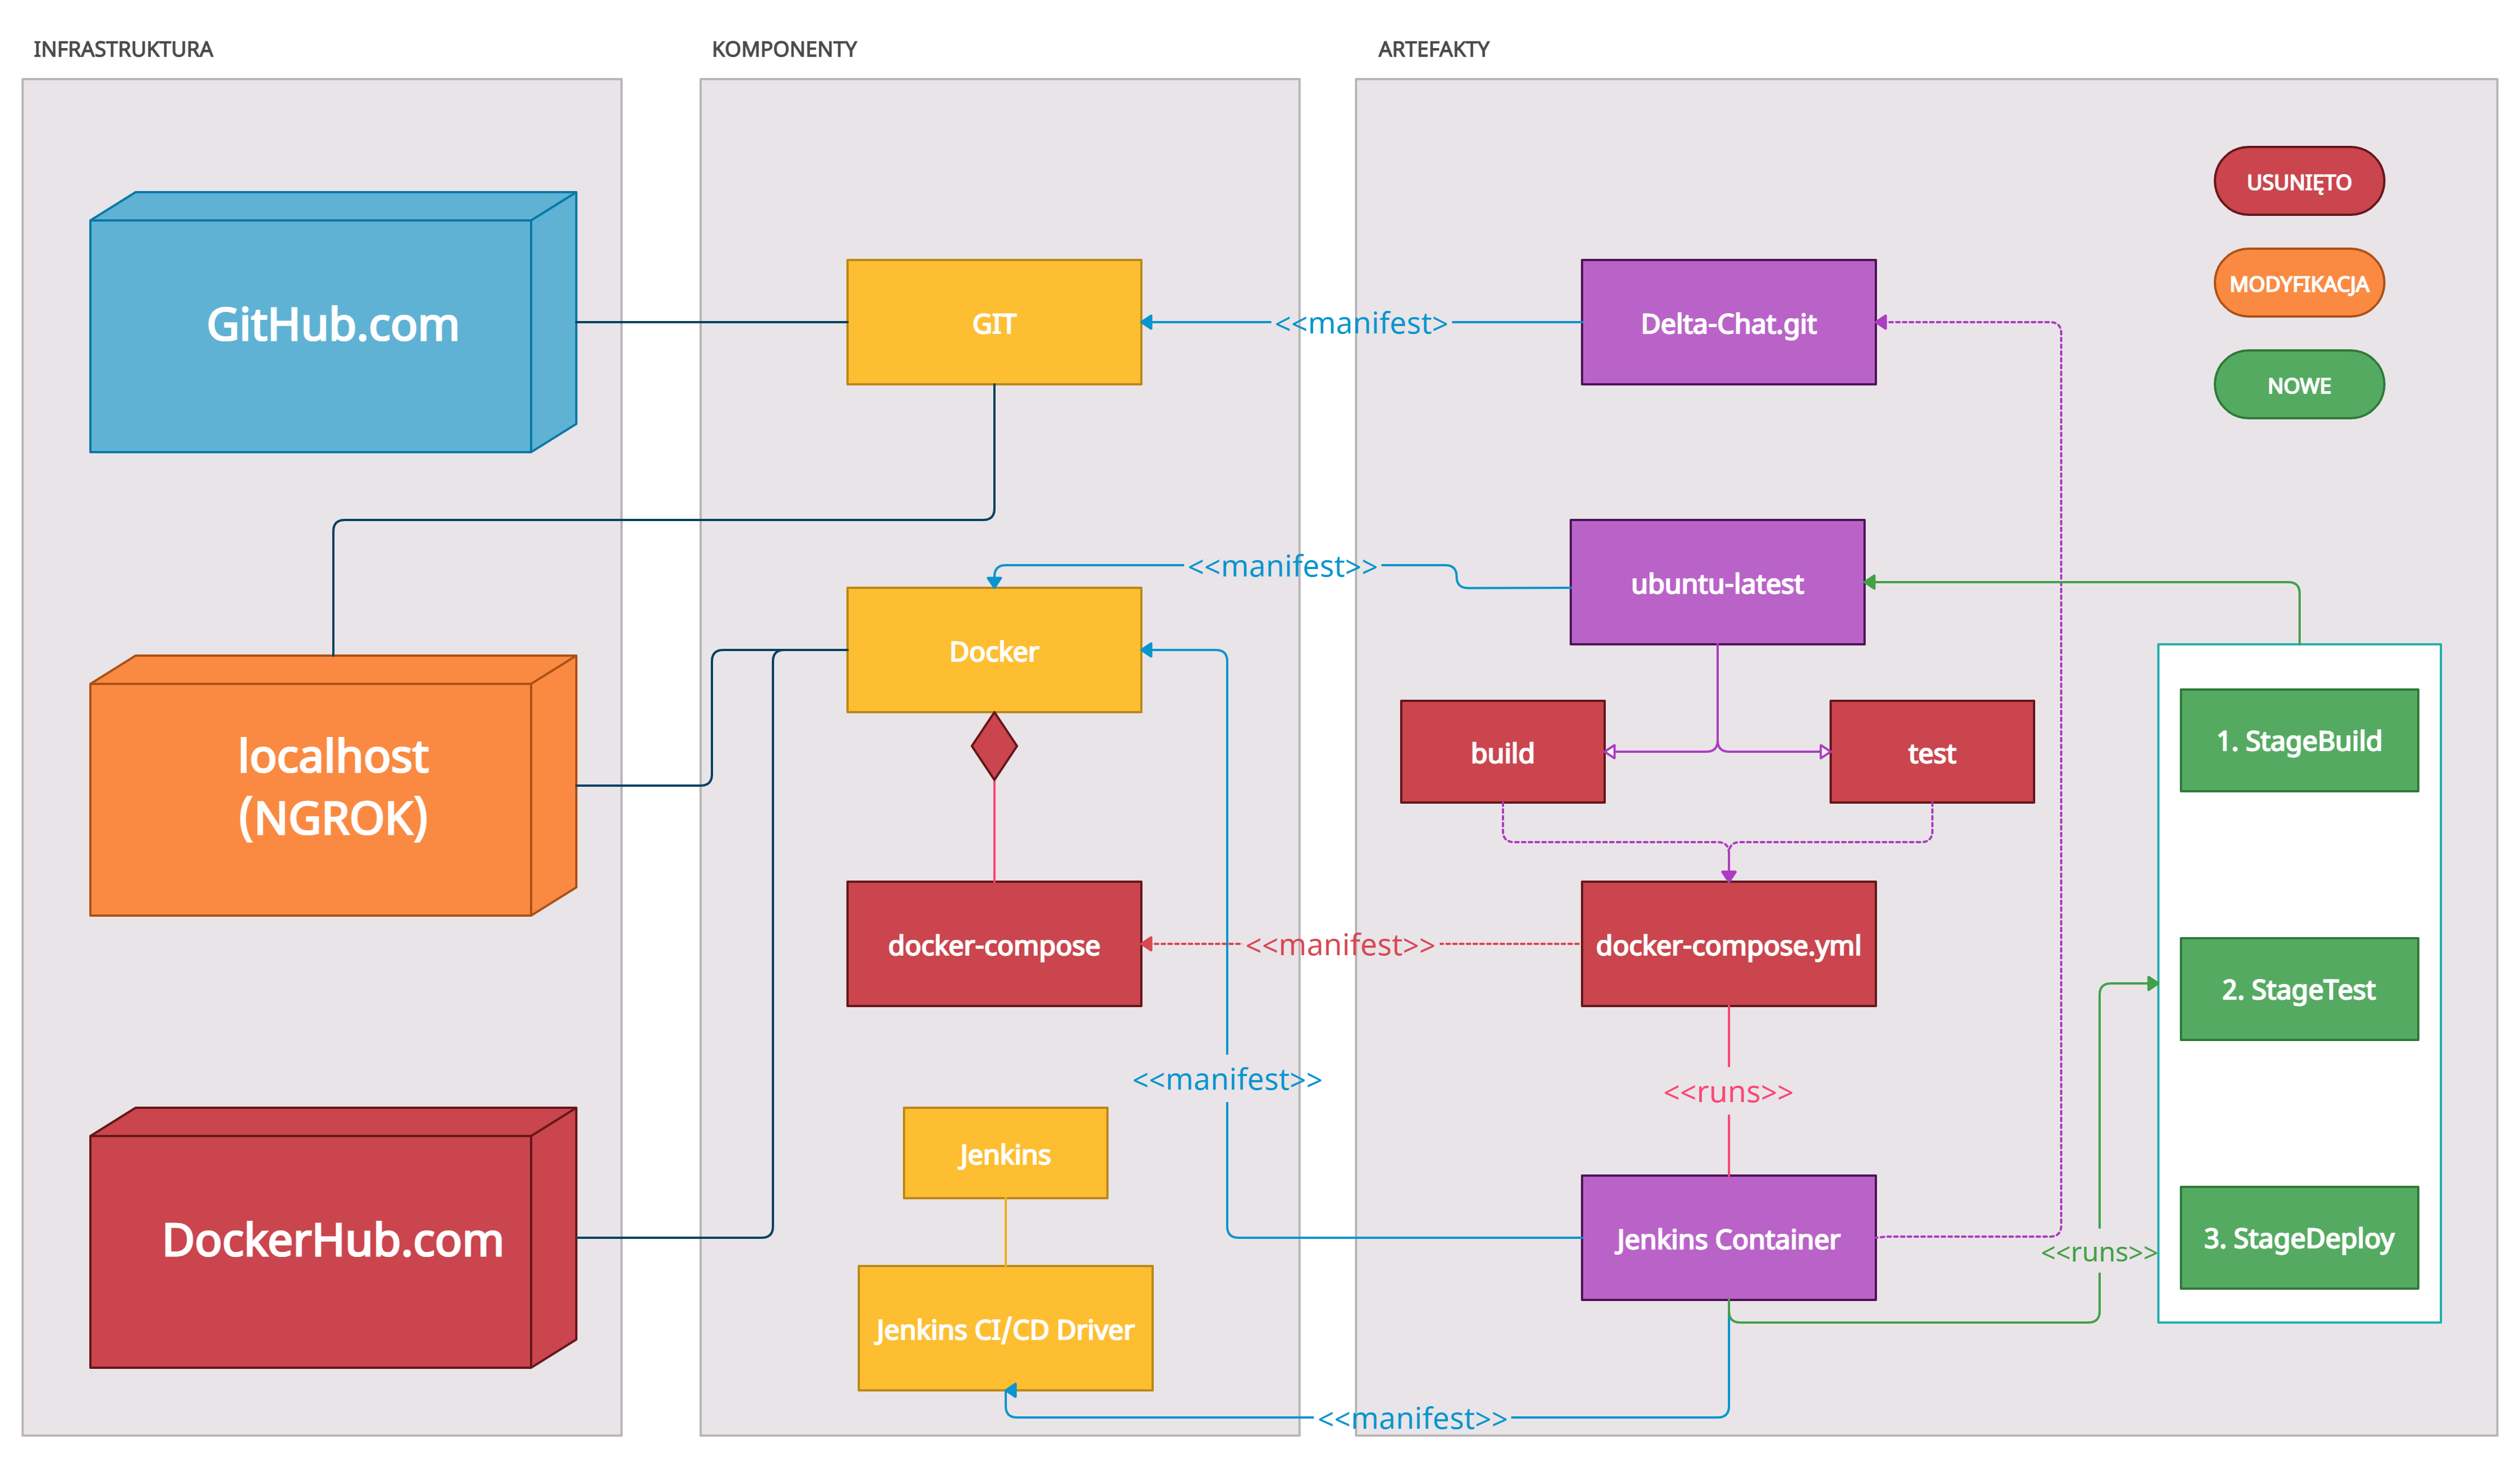 INFRASTRUKTURA
KOMPONENTY
ARTEFAKTY
USUNIĘTO
MODYFIKACJA
NOWE
GitHub.com
GIT
<<manifest>
Delta-Chat.git
<<manifest>>
ubuntu-latest
Docker
localhost
(NGROK)
build
test
1. StageBuild
docker-compose
<<manifest>>
docker-compose.yml
2. StageTest
<<manifest>>
<<runs>>
Jenkins
DockerHub.com
Jenkins Container
3. StageDeploy
<<runs>>
Jenkins CI/CD Driver
<<manifest>>